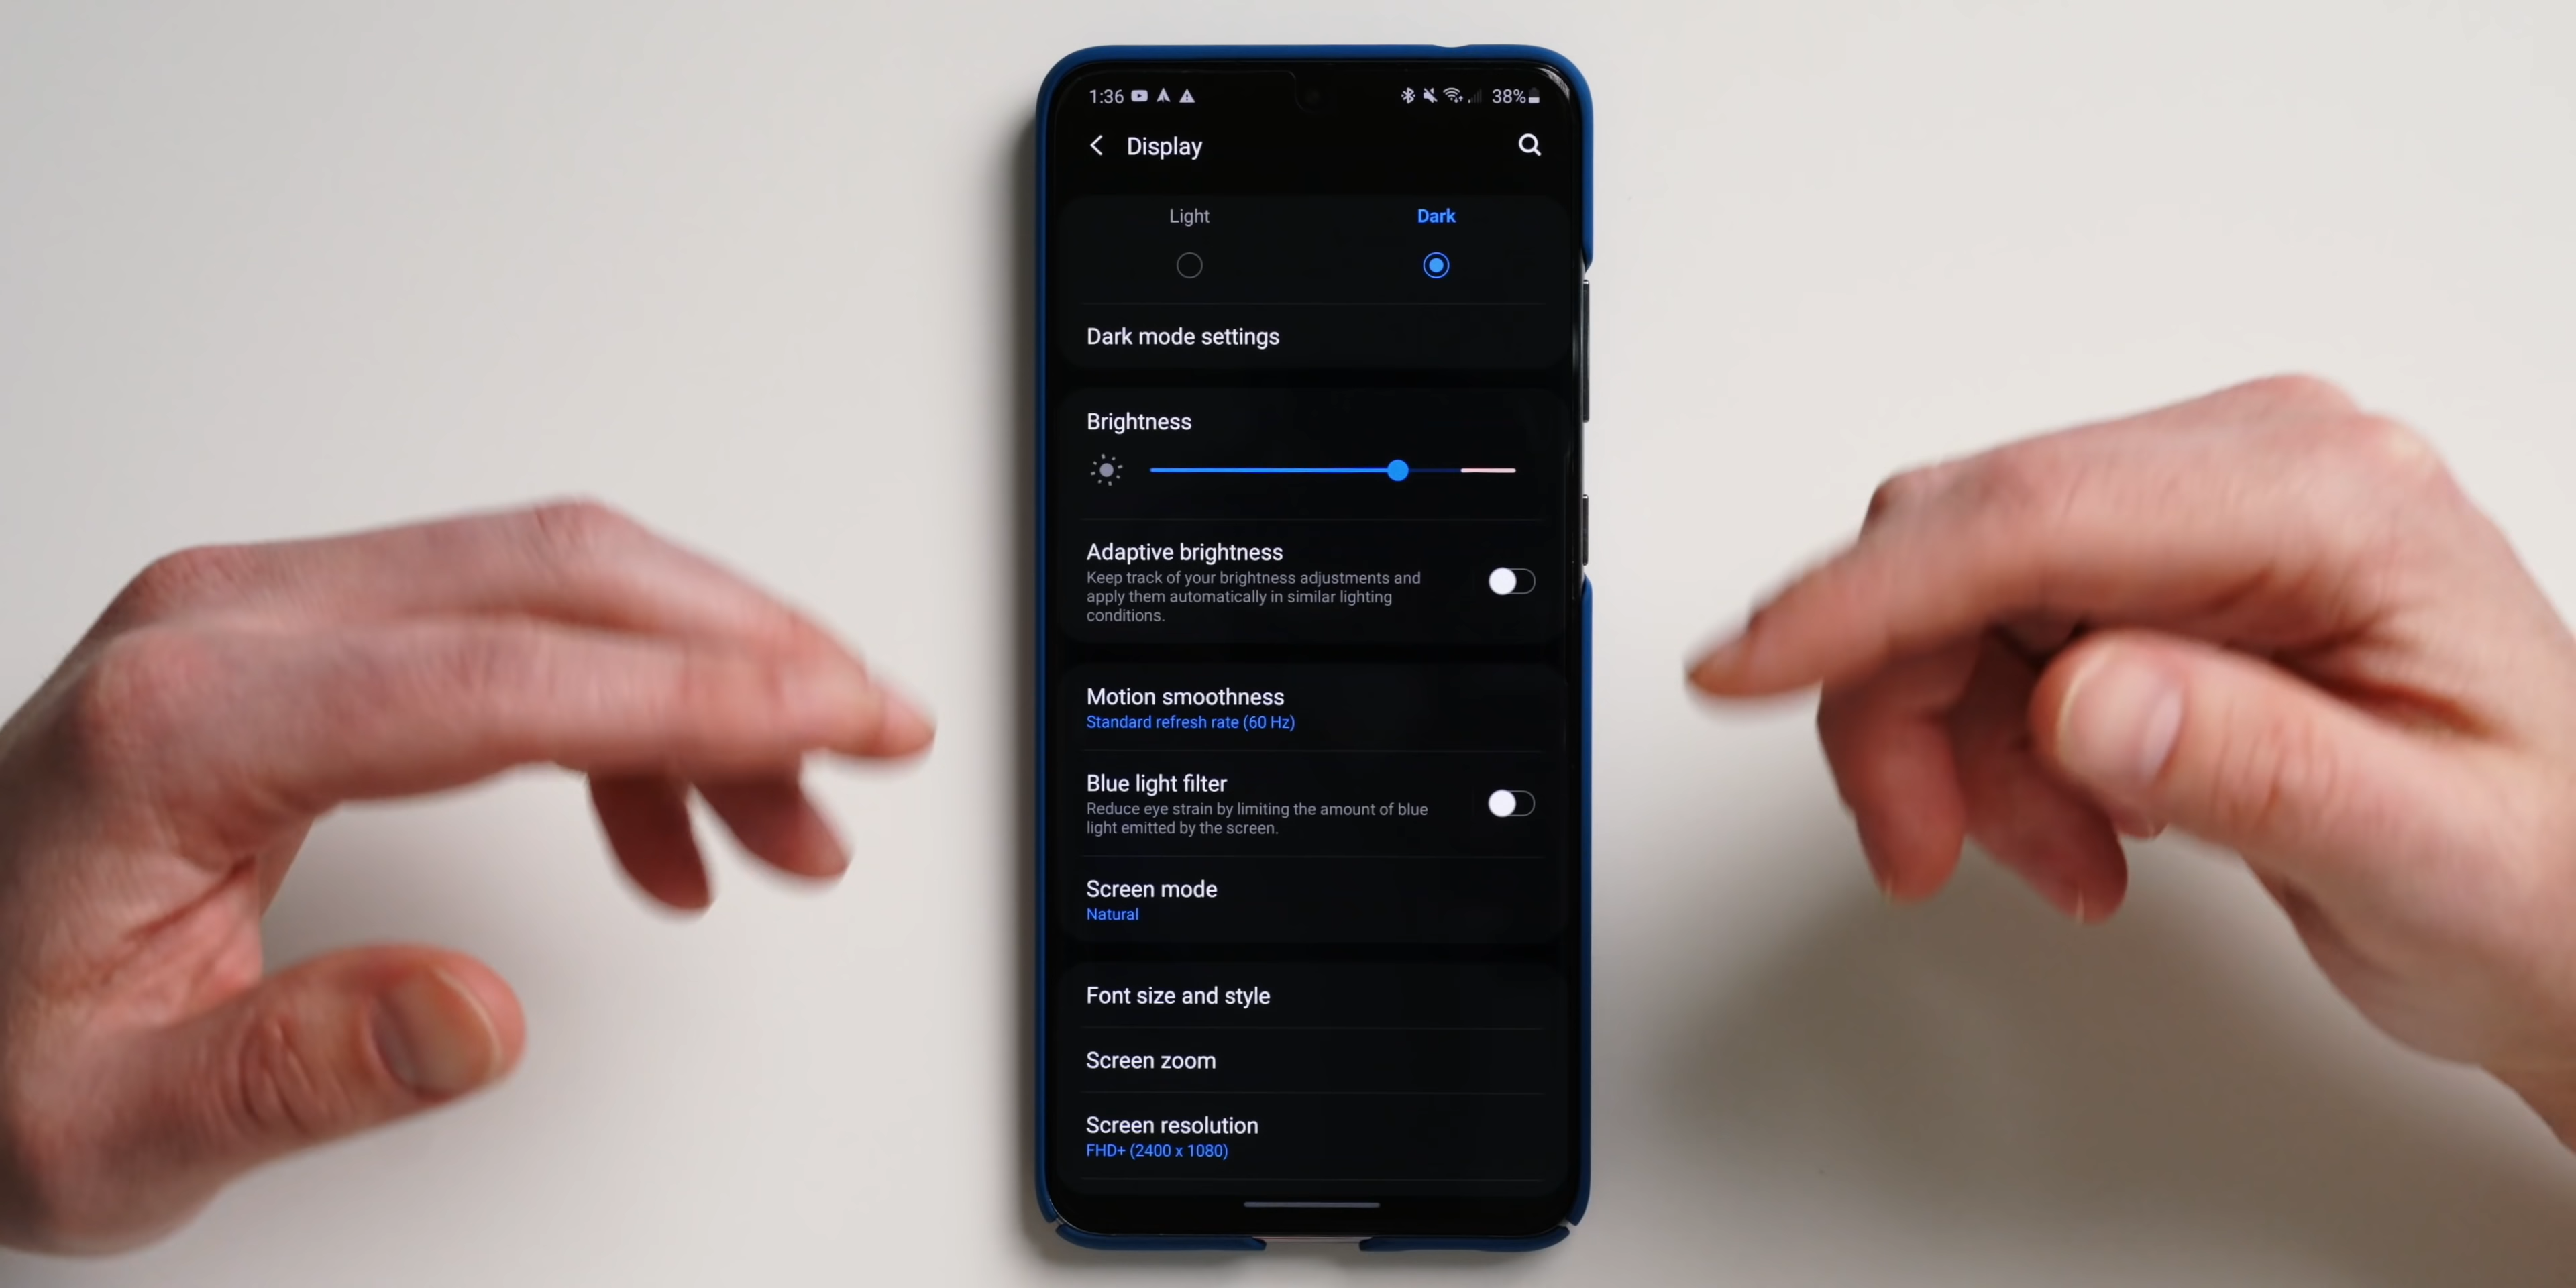 1:36 38%
Display
Light Dark
Dark mode settings
Brightness
Adaptive brightness
Keep track of your brightness adjustments and
apply them automatically in similar lighting
conditions.
Motion smoothness
Standard refresh rate (60 Hz)
Blue light filter
Reduce eye strain by limiting the amount of blue
light emitted by the screen.
Screen mode
Natural
Font size and style
Screen zoom
Screen resolution
FHD+ (2400 x 1080)